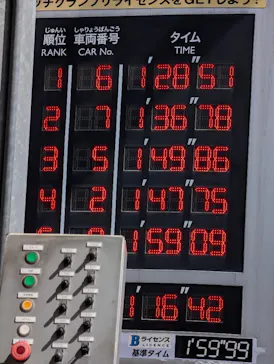 チグランプリライセンスをGETしよう!
じゅんい しゃりょうばんごう
順位 車両番号 タイム
RANK CAR No. TIME
1 6 1'28"51
2 7 1'36"78
3 5 1'49"86
4 2 1'47"75
1'59"09
1'16"42
Bライセンス
LICENCE
基準タイム 1'59"99